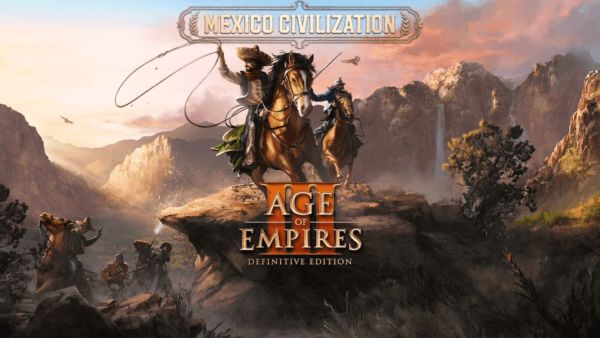 MEXICO CIVILIZATION
III
AGE
OF
EMPIRES
DEFINITIVE EDITION